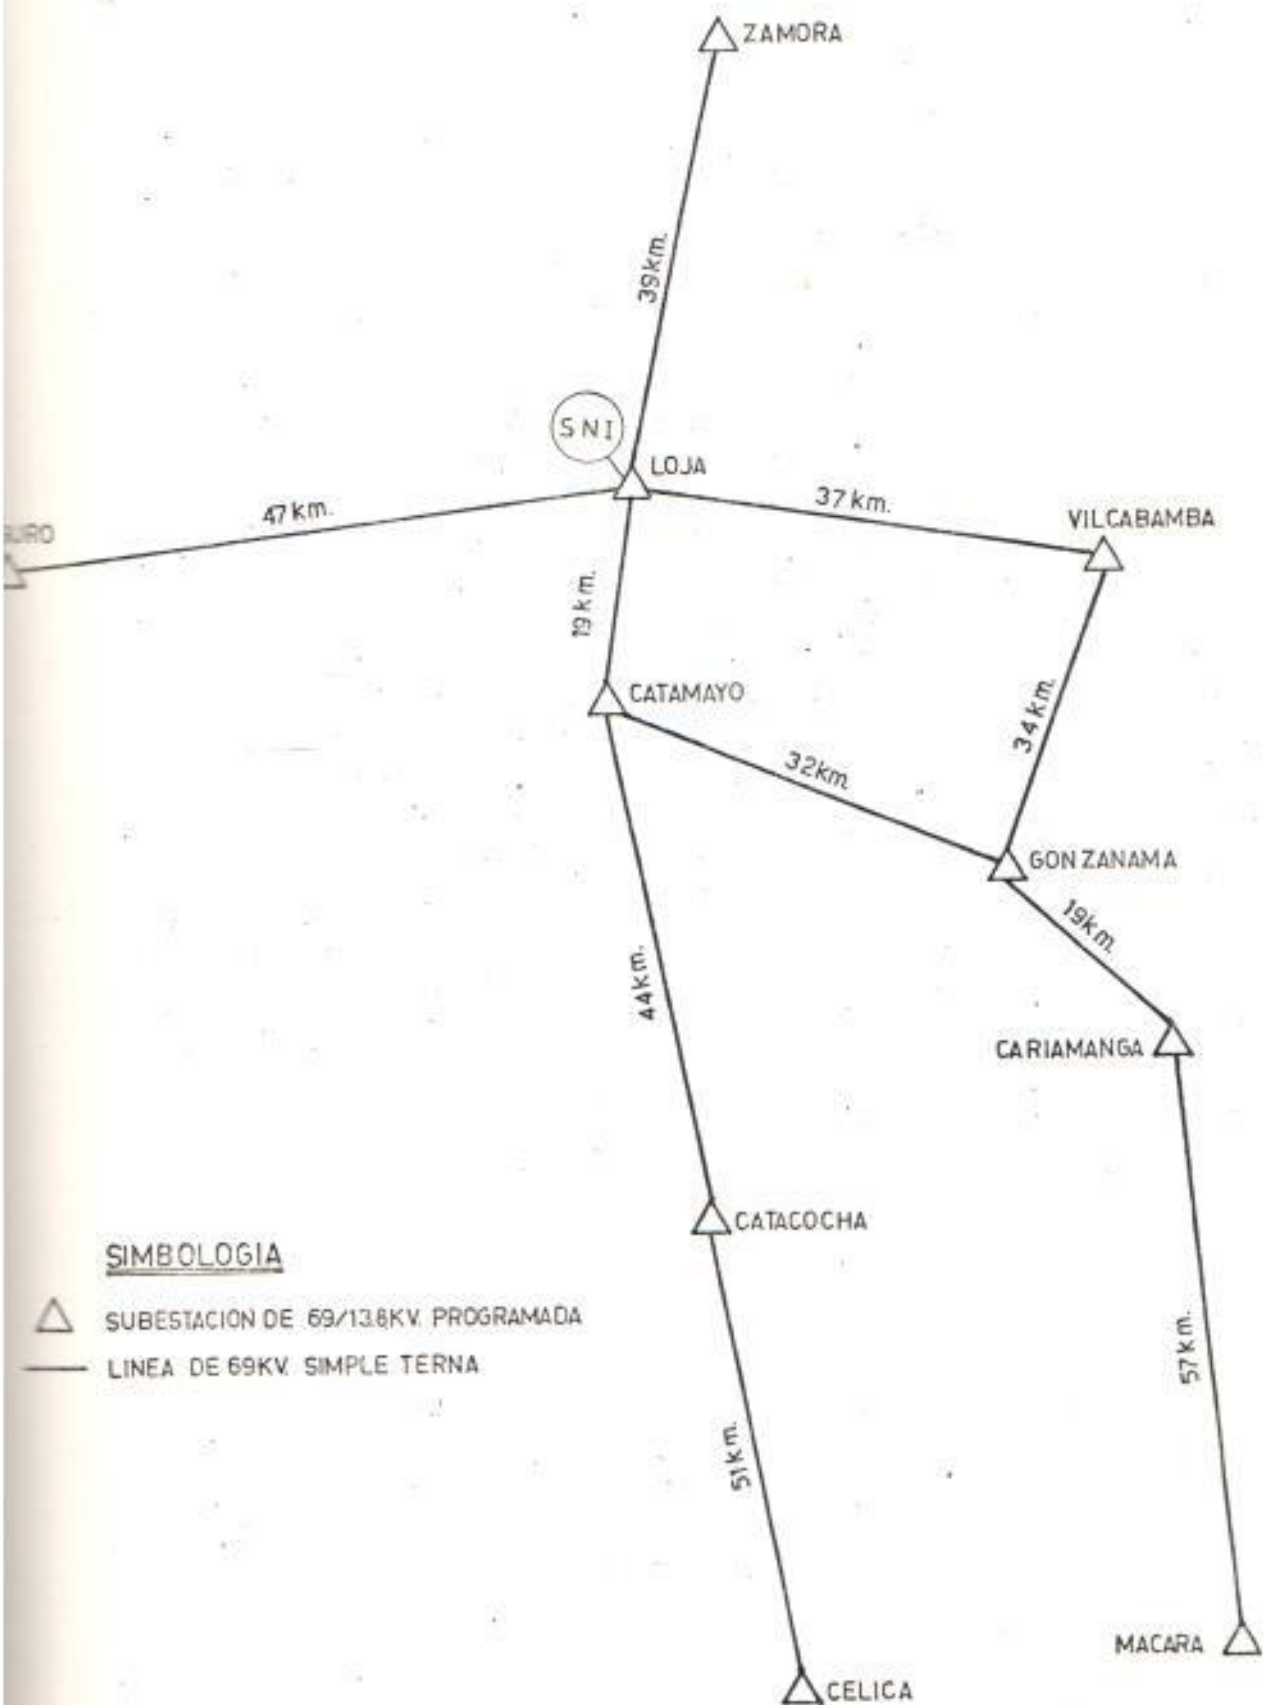 ZAMORA
39km.
SNI
LOJA
47km.
37km.
VILCABAMBA
19km.
CATAMAYO
34km.
32km
GONZANAMA
19km.
44km.
CARIAMANGA
CATACOCHA
SIMBOLOGIA
SUBESTACION DE 69/13.8KV. PROGRAMADA
LINEA DE 69KV. SIMPLE TERNA
57km.
51km.
MACARA
CELICA